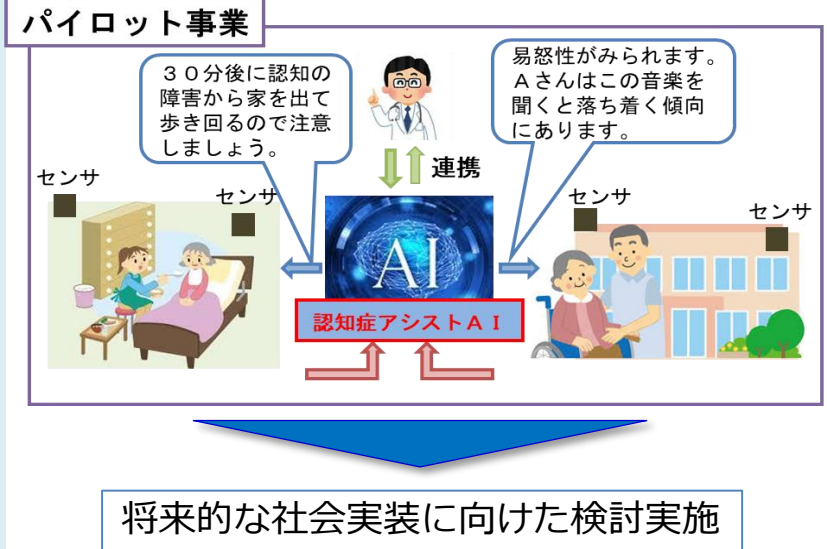 パイロット事業
３０分後に認知の
障害から家を出て
歩き回るので注意
しましょう。
易怒性がみられます。
Ａさんはこの音楽を
聞くと落ち着く傾向
にあります。
連携
センサ
センサ
センサ
センサ
AI
認知症アシストＡＩ
将来的な社会実装に向けた検討実施